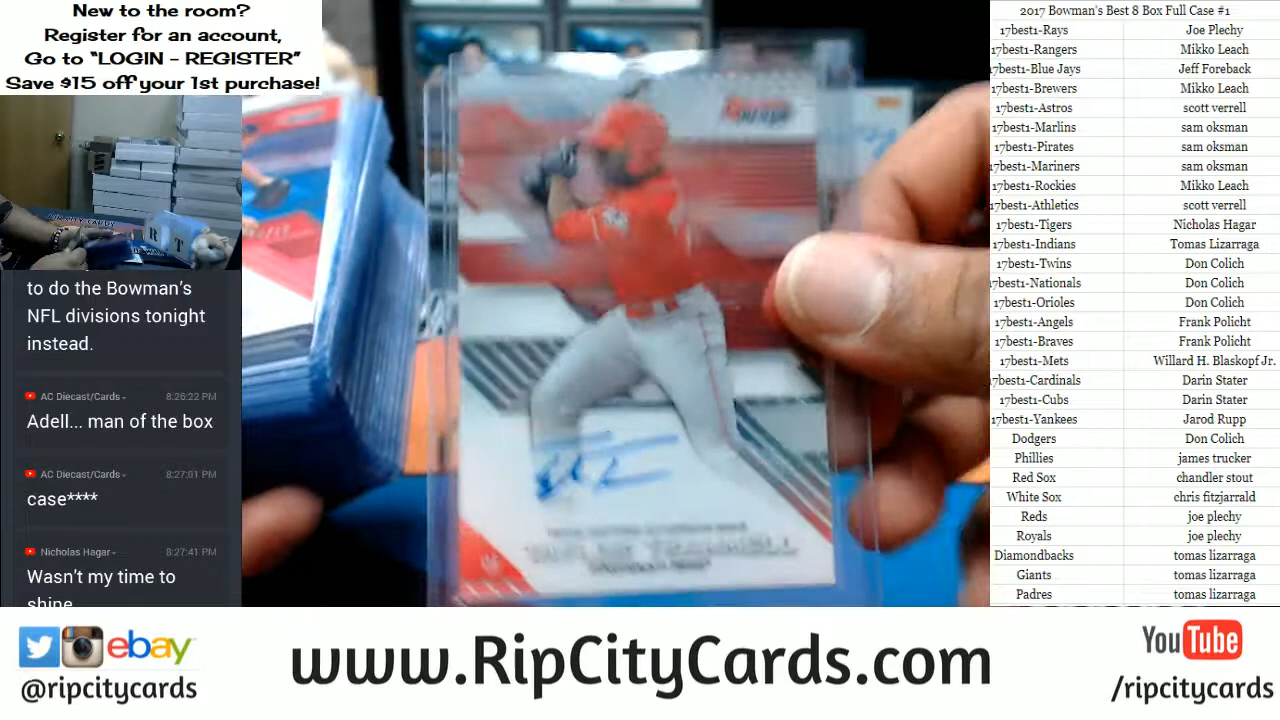 New to the room?
Register for an account,
Go to “LOGIN - REGISTER”
Save $15 off your 1st purchase!
to do the Bowman's
NFL divisions tonight
instead.
AC Diecast/Cards- 8:26:22 PM
Adell... man of the box
AC Diecast/Cards- 8:27:01 PM
case****
Nicholas Hagar- 8:27:41 PM
Wasn't my time to
shine
2017 Bowman's Best 8 Box Full Case #1
17best1-Rays Joe Plechy
17best1-Rangers Mikko Leach
17best1-Blue Jays Jeff Foreback
17best1-Brewers Mikko Leach
17best1-Astros scott verrell
17best1-Marlins sam oksman
17best1-Pirates sam oksman
17best1-Mariners sam oksman
17best1-Rockies Mikko Leach
17best1-Athletics scott verrell
17best1-Tigers Nicholas Hagar
17best1-Indians Tomas Lizarraga
17best1-Twins Don Colich
17best1-Nationals Don Colich
17best1-Orioles Don Colich
17best1-Angels Frank Policht
17best1-Braves Frank Policht
17best1-Mets Willard H. Blaskopf Jr.
17best1-Cardinals Darin Stater
17best1-Cubs Darin Stater
17best1-Yankees Jarod Rupp
Dodgers Don Colich
Phillies james trucker
Red Sox chandler stout
White Sox chris fitzjarrald
Reds joe plechy
Royals joe plechy
Diamondbacks tomas lizarraga
Giants tomas lizarraga
Padres tomas lizarraga
ebay
@ripcitycards
www.RipCityCards.com
YouTube
/ripcitycards